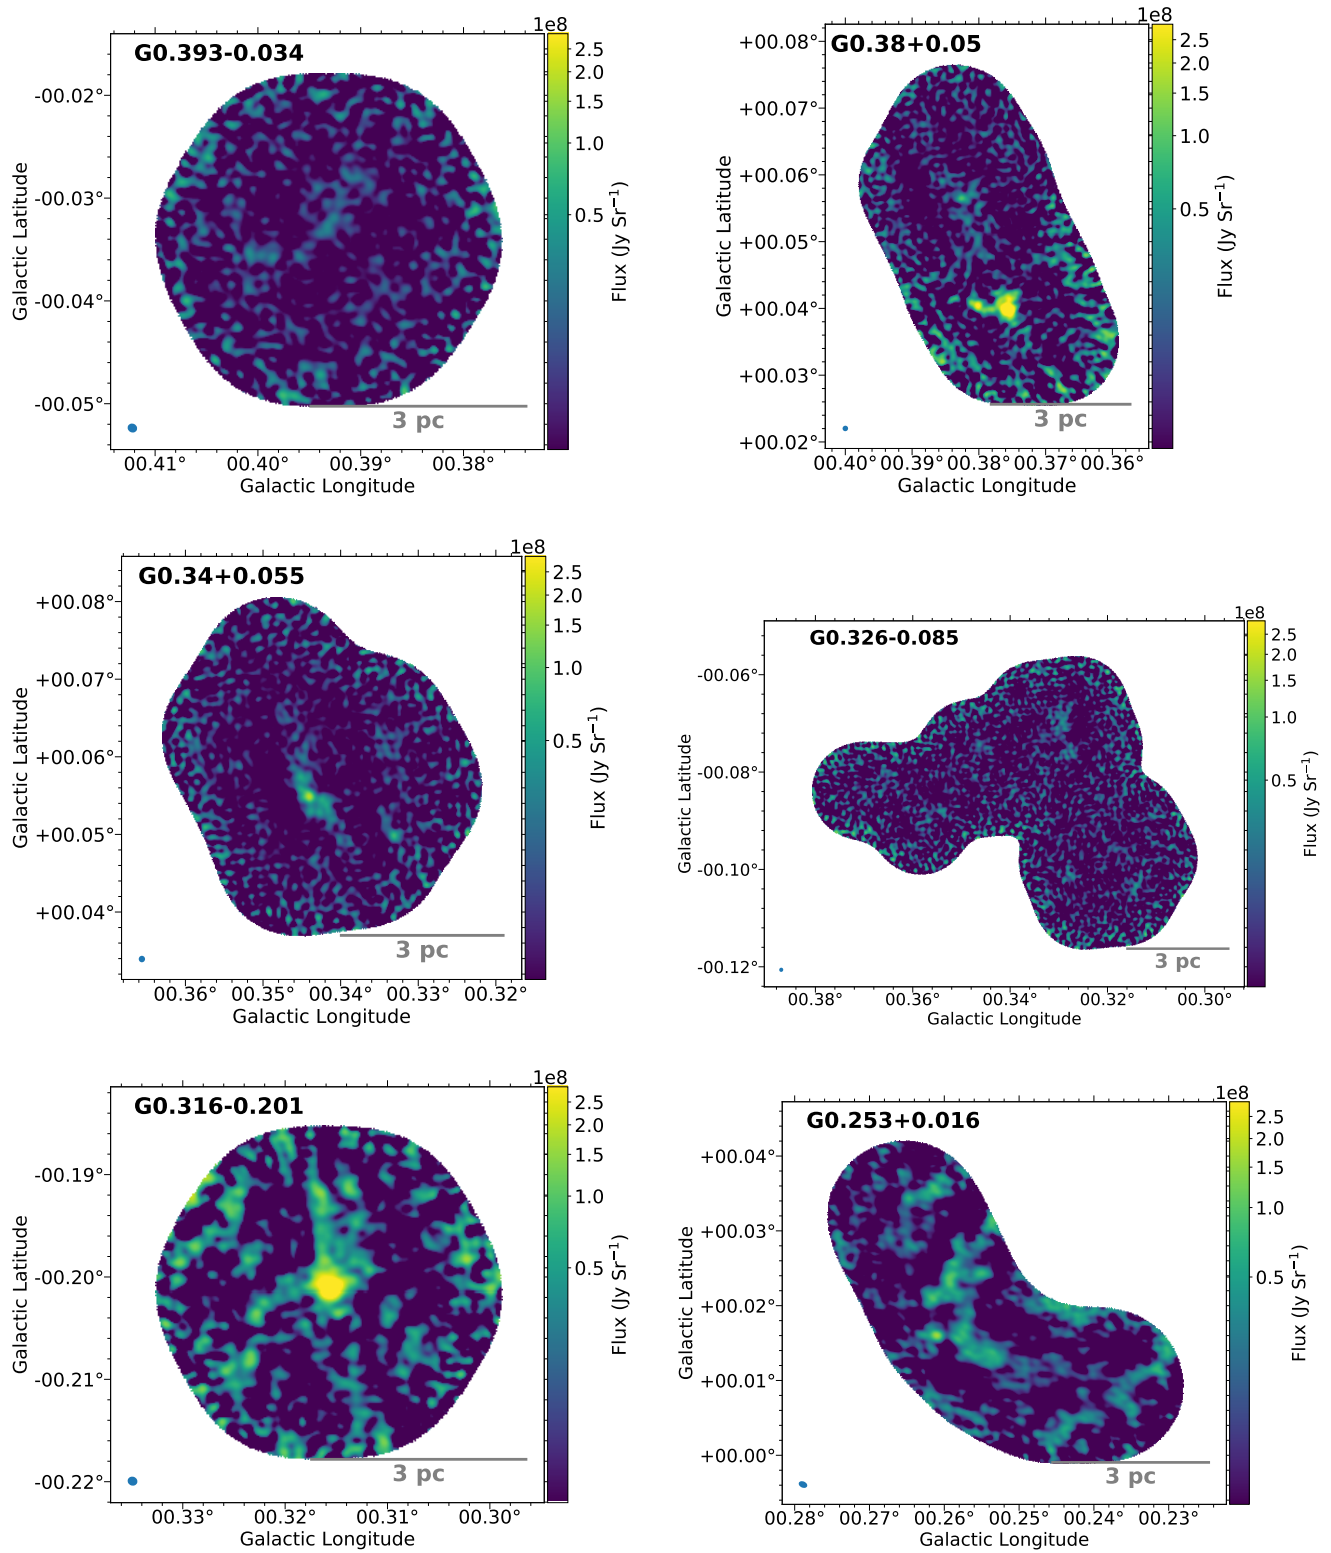 G0.393-0.034
1e8
-00.02°
-00.03°
-00.04°
-00.05°
Galactic Latitude
00.41° 00.40° 00.39° 00.38°
Galactic Longitude
3 pc
2.5
2.0
1.5
1.0
0.5
Flux (Jy Sr⁻¹)
G0.38+0.05
1e8
+00.08°
+00.07°
+00.06°
+00.05°
+00.04°
+00.03°
+00.02°
Galactic Latitude
00.40° 00.39° 00.38° 00.37° 00.36°
Galactic Longitude
3 pc
2.5
2.0
1.5
1.0
0.5
Flux (Jy Sr⁻¹)
G0.34+0.055
1e8
+00.08°
+00.07°
+00.06°
+00.05°
+00.04°
Galactic Latitude
00.36° 00.35° 00.34° 00.33° 00.32°
Galactic Longitude
3 pc
2.5
2.0
1.5
1.0
0.5
Flux (Jy Sr⁻¹)
G0.326-0.085
1e8
-00.06°
-00.08°
-00.10°
-00.12°
Galactic Latitude
00.38° 00.36° 00.34° 00.32° 00.30°
Galactic Longitude
3 pc
2.5
2.0
1.5
1.0
0.5
Flux (Jy Sr⁻¹)
G0.316-0.201
1e8
-00.19°
-00.20°
-00.21°
-00.22°
Galactic Latitude
00.33° 00.32° 00.31° 00.30°
Galactic Longitude
3 pc
2.5
2.0
1.5
1.0
0.5
Flux (Jy Sr⁻¹)
G0.253+0.016
1e8
+00.04°
+00.03°
+00.02°
+00.01°
+00.00°
Galactic Latitude
00.28° 00.27° 00.26° 00.25° 00.24° 00.23°
Galactic Longitude
3 pc
2.5
2.0
1.5
1.0
0.5
Flux (Jy Sr⁻¹)